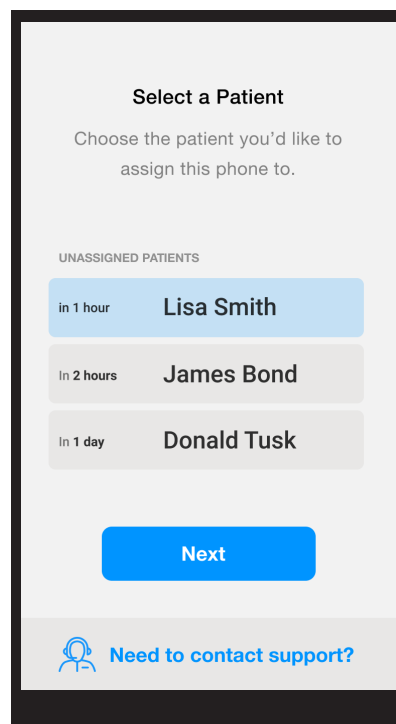 Select a Patient
Choose the patient you’d like to
assign this phone to.
UNASSIGNED PATIENTS
in 1 hour Lisa Smith
In 2 hours James Bond
In 1 day Donald Tusk
Next
Need to contact support?